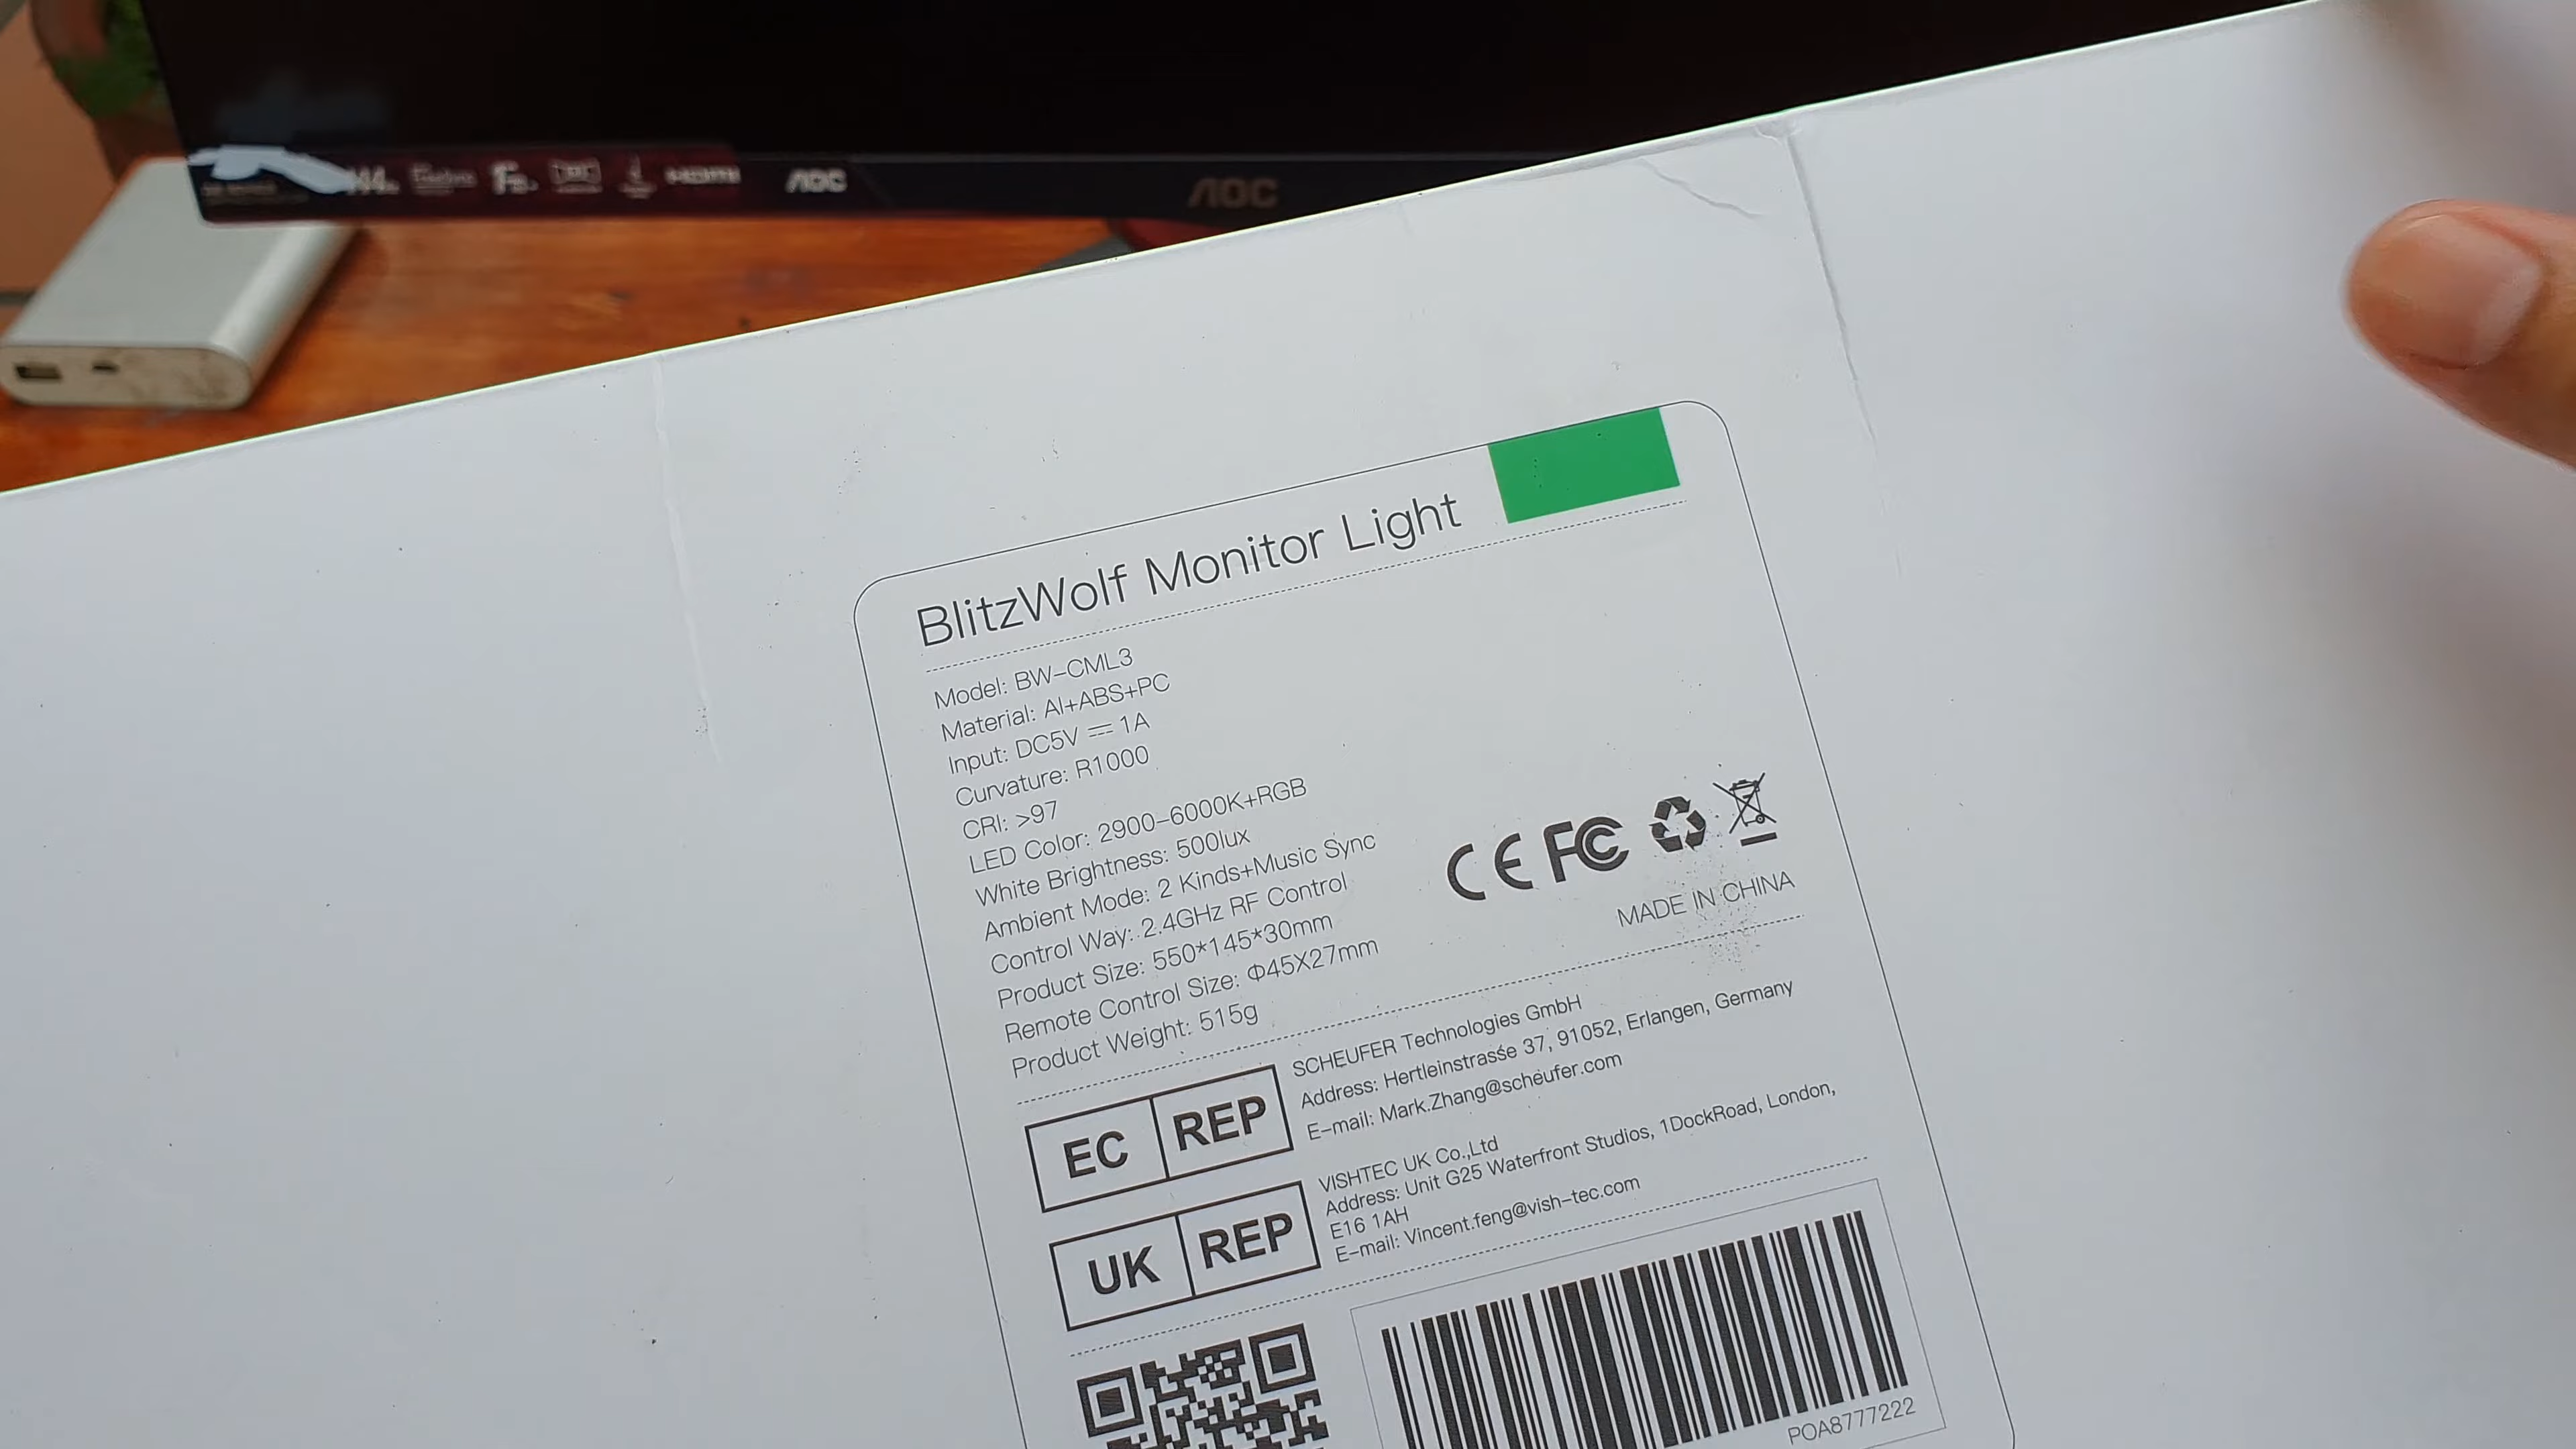 HDMI
AOC
AOC
BlitzWolf Monitor Light
Model: BW-CML3
Material: Al+ABS+PC
Input: DC5V ⎓ 1A
Curvature: R1000
CRI: >97
LED Color: 2900-6000K+RGB
White Brightness: 500lux
Ambient Mode: 2 Kinds+Music Sync
Control Way: 2.4GHz RF Control
Product Size: 550*145*30mm
Remote Control Size: Φ45X27mm
Product Weight: 515g
CE FC
MADE IN CHINA
EC REP
SCHEUFER Technologies GmbH
Address: Hertleinstrasse 37, 91052, Erlangen, Germany
E-mail: Mark.Zhang@scheufer.com
UK REP
VISHTEC UK Co.,Ltd
Address: Unit G25 Waterfront Studios, 1DockRoad, London,
E16 1AH
E-mail: Vincent.feng@vish-tec.com
POA8777222